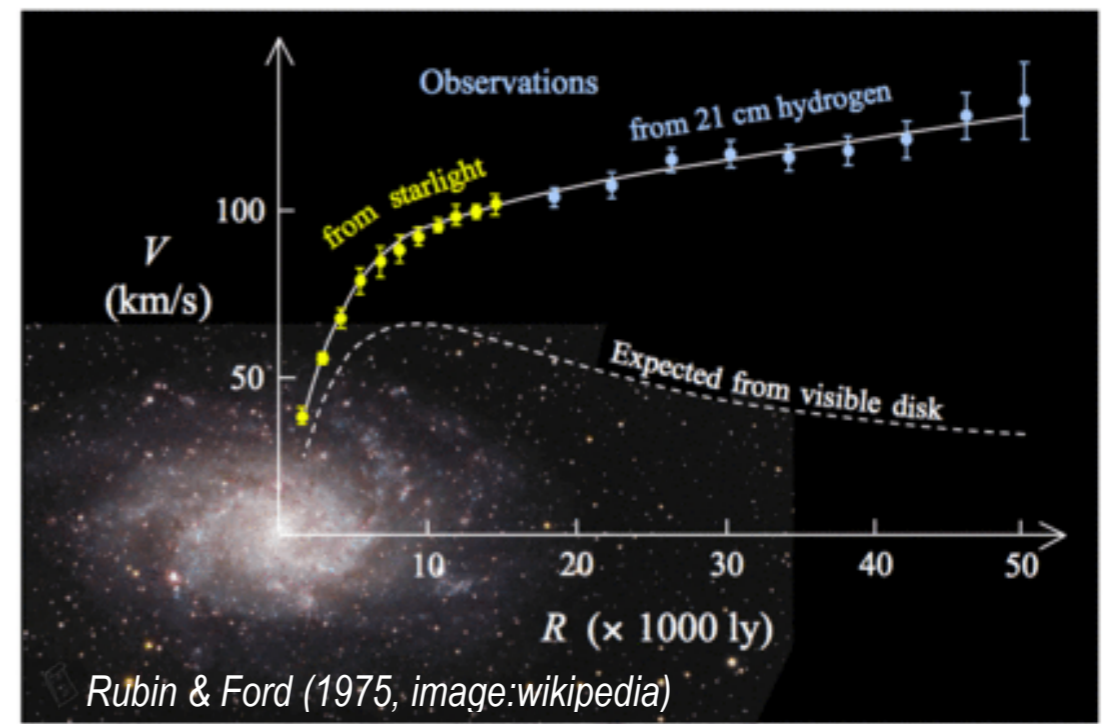 Observations
from 21 cm hydrogen
from starlight
100
V
(km/s)
50
Expected from visible disk
10
20
30
40
50
R (× 1000 ly)
Rubin & Ford (1975, image:wikipedia)